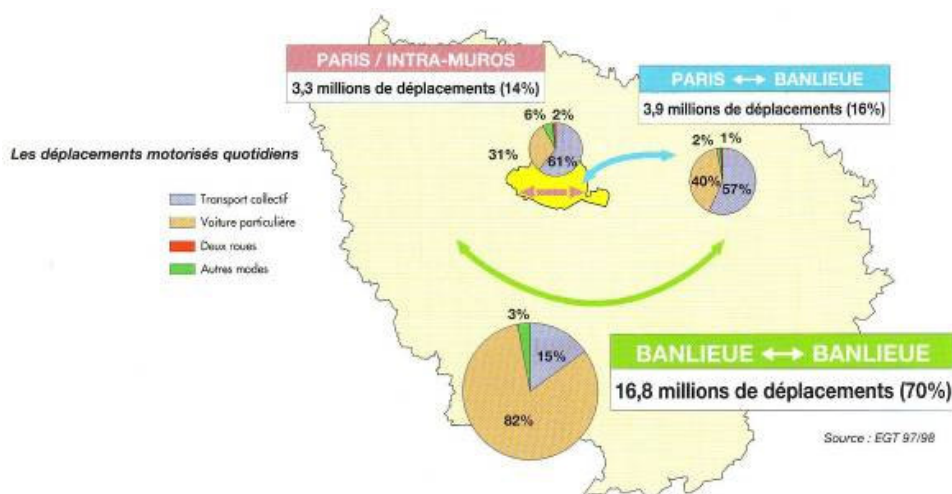 PARIS / INTRA-MUROS
3,3 millions de déplacements (14%)
PARIS ⟷ BANLIEUE
3,9 millions de déplacements (16%)
Les déplacements motorisés quotidiens
Transport collectif
Voiture particulière
Deux roues
Autres modes
6%
2%
31%
61%
2%
1%
40%
57%
3%
15%
82%
BANLIEUE ⟷ BANLIEUE
16,8 millions de déplacements (70%)
Source : EGT 97/98